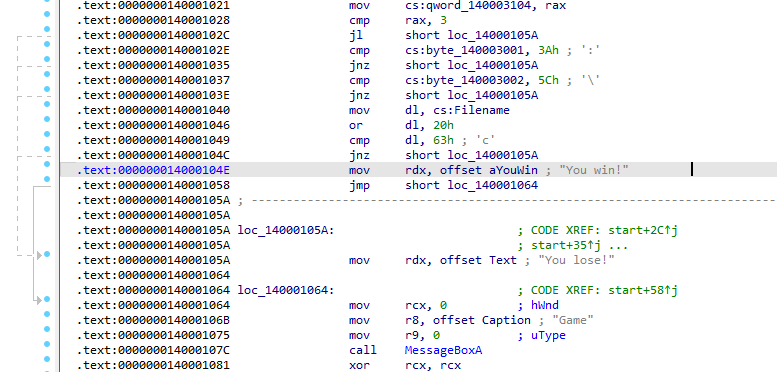 .text:0000000140001021 mov cs:qword_140003104, rax
.text:0000000140001028 cmp rax, 3
.text:000000014000102C jl short loc_14000105A
.text:000000014000102E cmp cs:byte_140003001, 3Ah ; ':'
.text:0000000140001035 jnz short loc_14000105A
.text:0000000140001037 cmp cs:byte_140003002, 5Ch ; '\'
.text:000000014000103E jnz short loc_14000105A
.text:0000000140001040 mov dl, cs:Filename
.text:0000000140001046 or dl, 20h
.text:0000000140001049 cmp dl, 63h ; 'c'
.text:000000014000104C jnz short loc_14000105A
.text:000000014000104E mov rdx, offset aYouWin ; "You win!"
.text:0000000140001058 jmp short loc_140001064
.text:000000014000105A ; ---------------------------------------------------------------------------
.text:000000014000105A
.text:000000014000105A loc_14000105A: ; CODE XREF: start+2C↑j
.text:000000014000105A ; start+35↑j ...
.text:000000014000105A mov rdx, offset Text ; "You lose!"
.text:0000000140001064
.text:0000000140001064 loc_140001064: ; CODE XREF: start+58↑j
.text:0000000140001064 mov rcx, 0 ; hWnd
.text:000000014000106B mov r8, offset Caption ; "Game"
.text:0000000140001075 mov r9, 0 ; uType
.text:000000014000107C call MessageBoxA
.text:0000000140001081 xor rcx, rcx